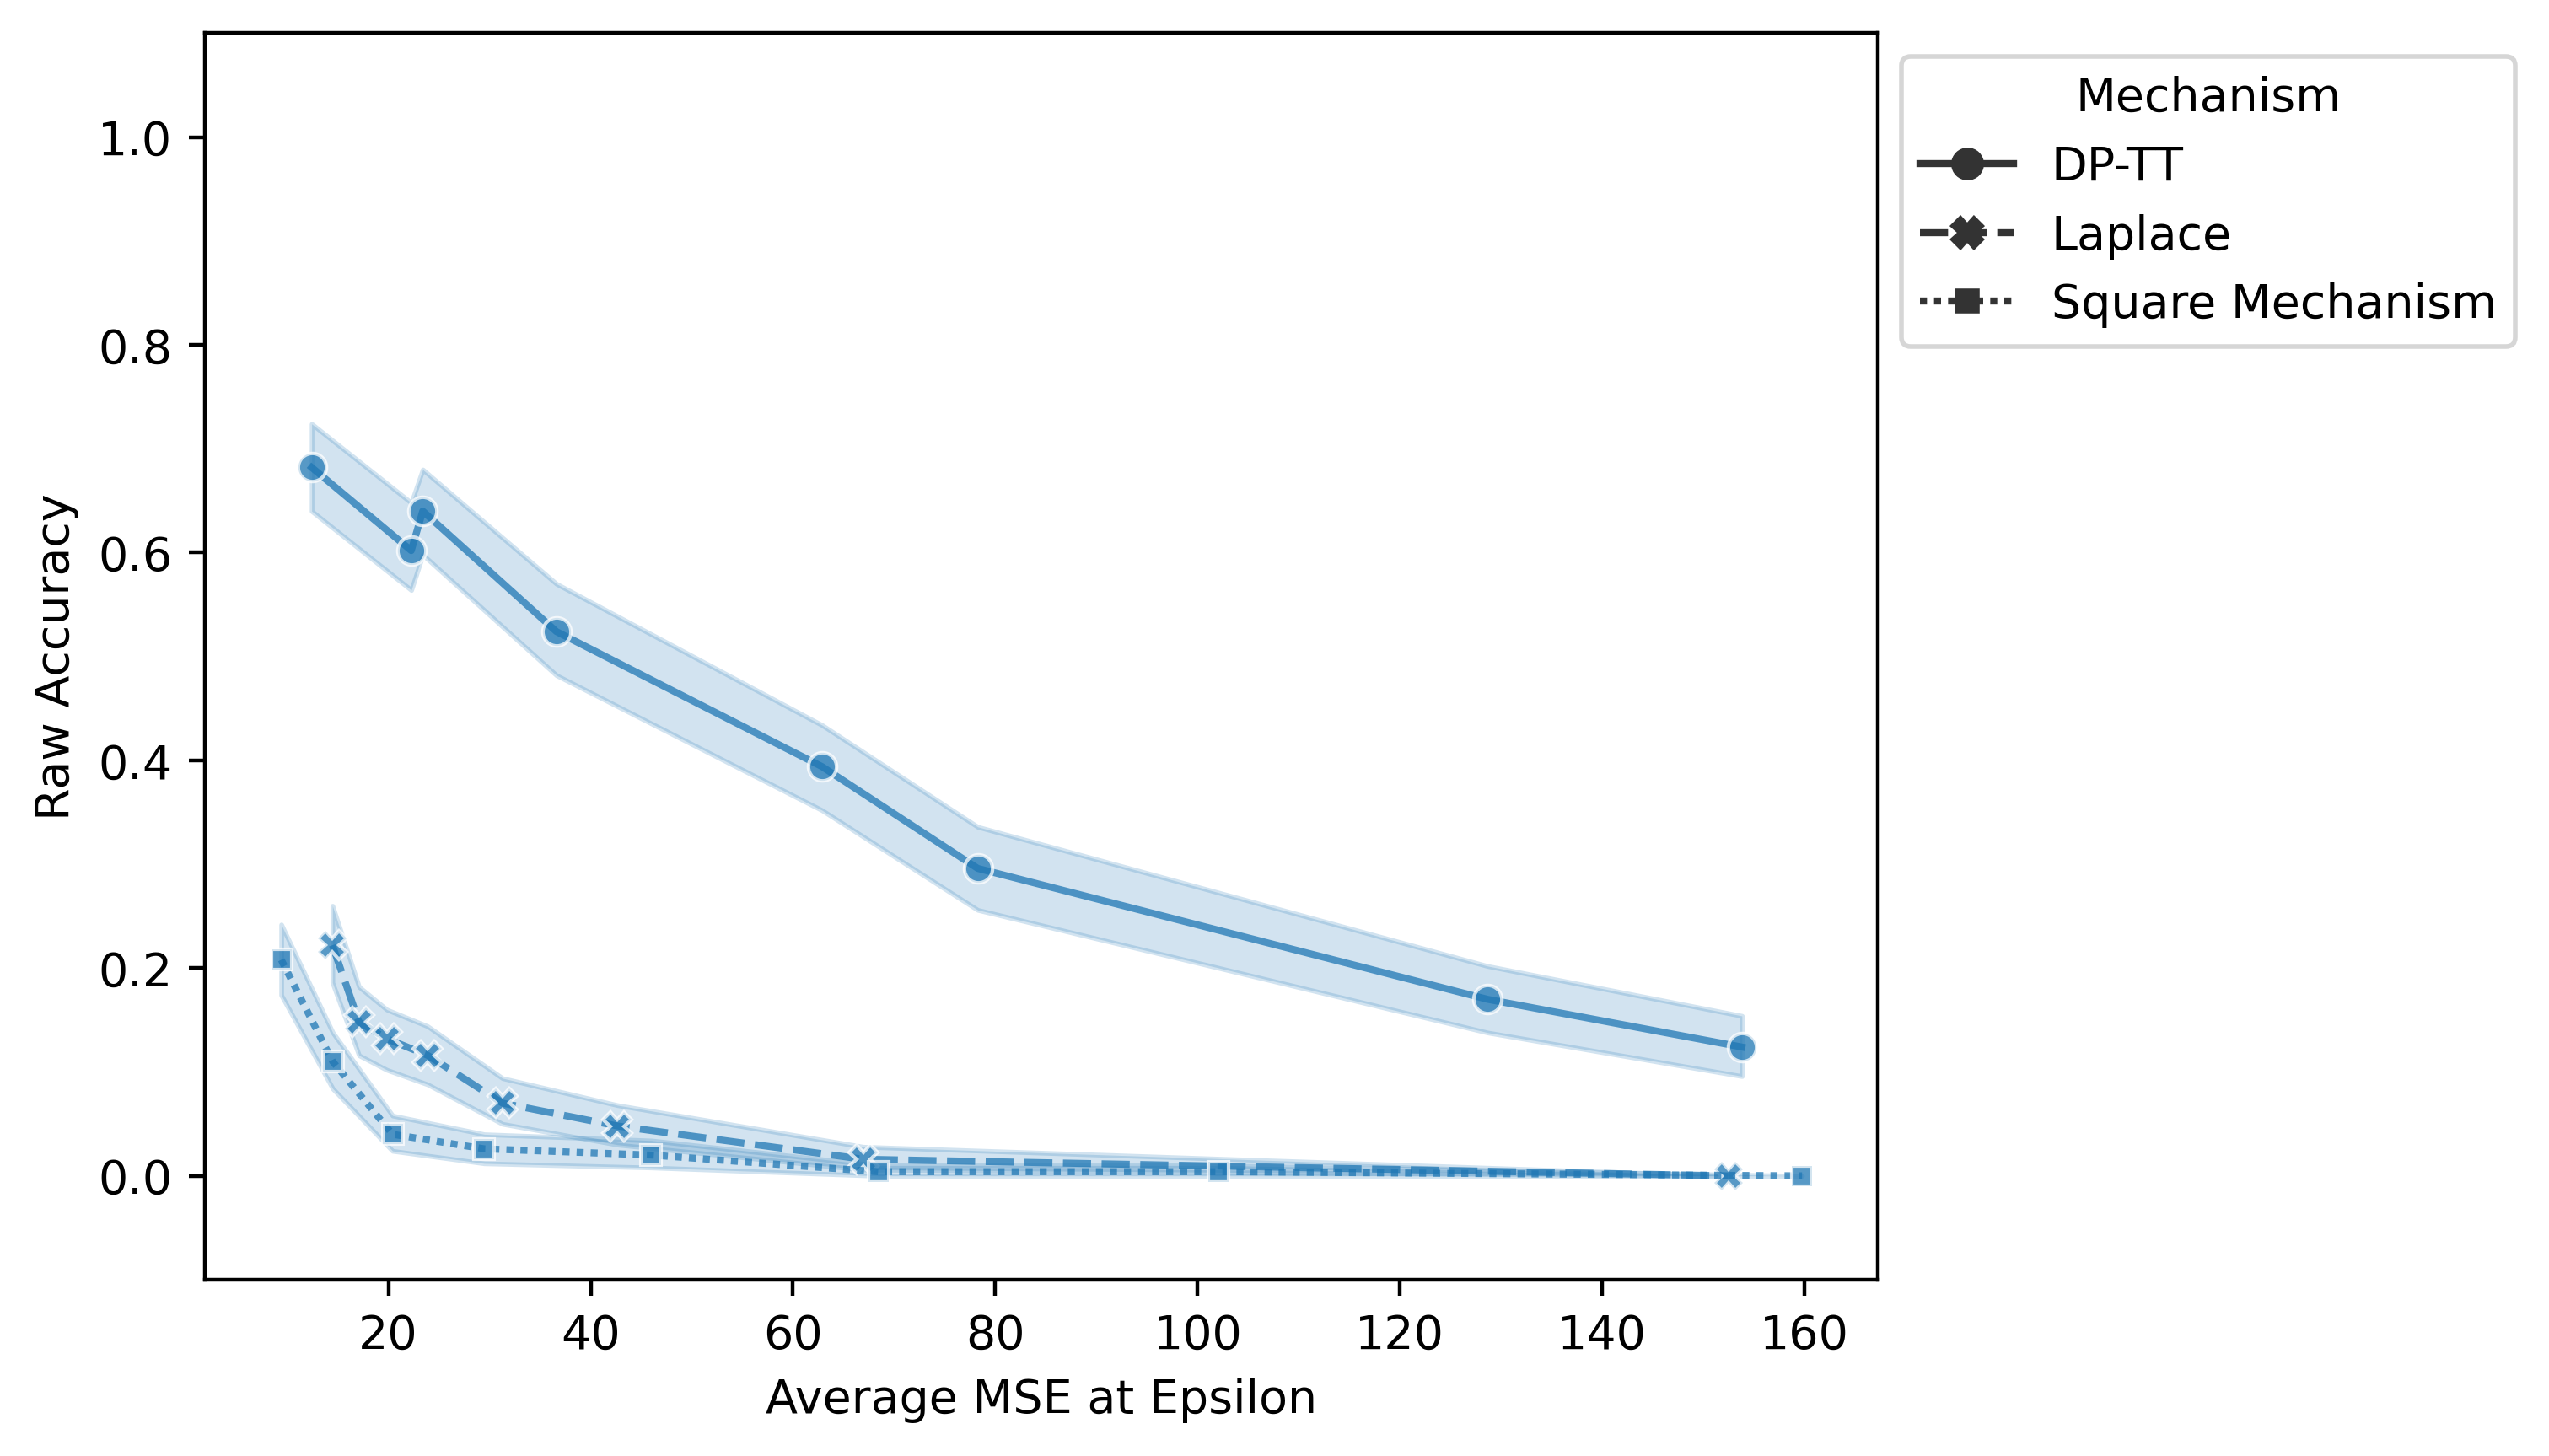 Mechanism
DP-TT
Laplace
Square Mechanism
Raw Accuracy
1.0
0.8
0.6
0.4
0.2
0.0
20 40 60 80 100 120 140 160
Average MSE at Epsilon